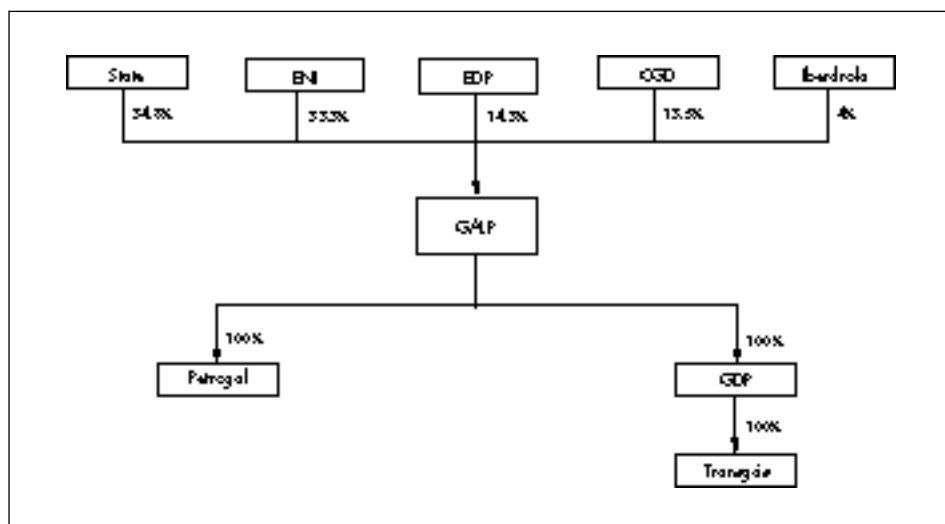 State
ENI
EDP
CGD
Iberdrola
34.8%
33.3%
14.3%
13.5%
4%
GALP
100%
100%
Petrogal
GDP
100%
Transgás